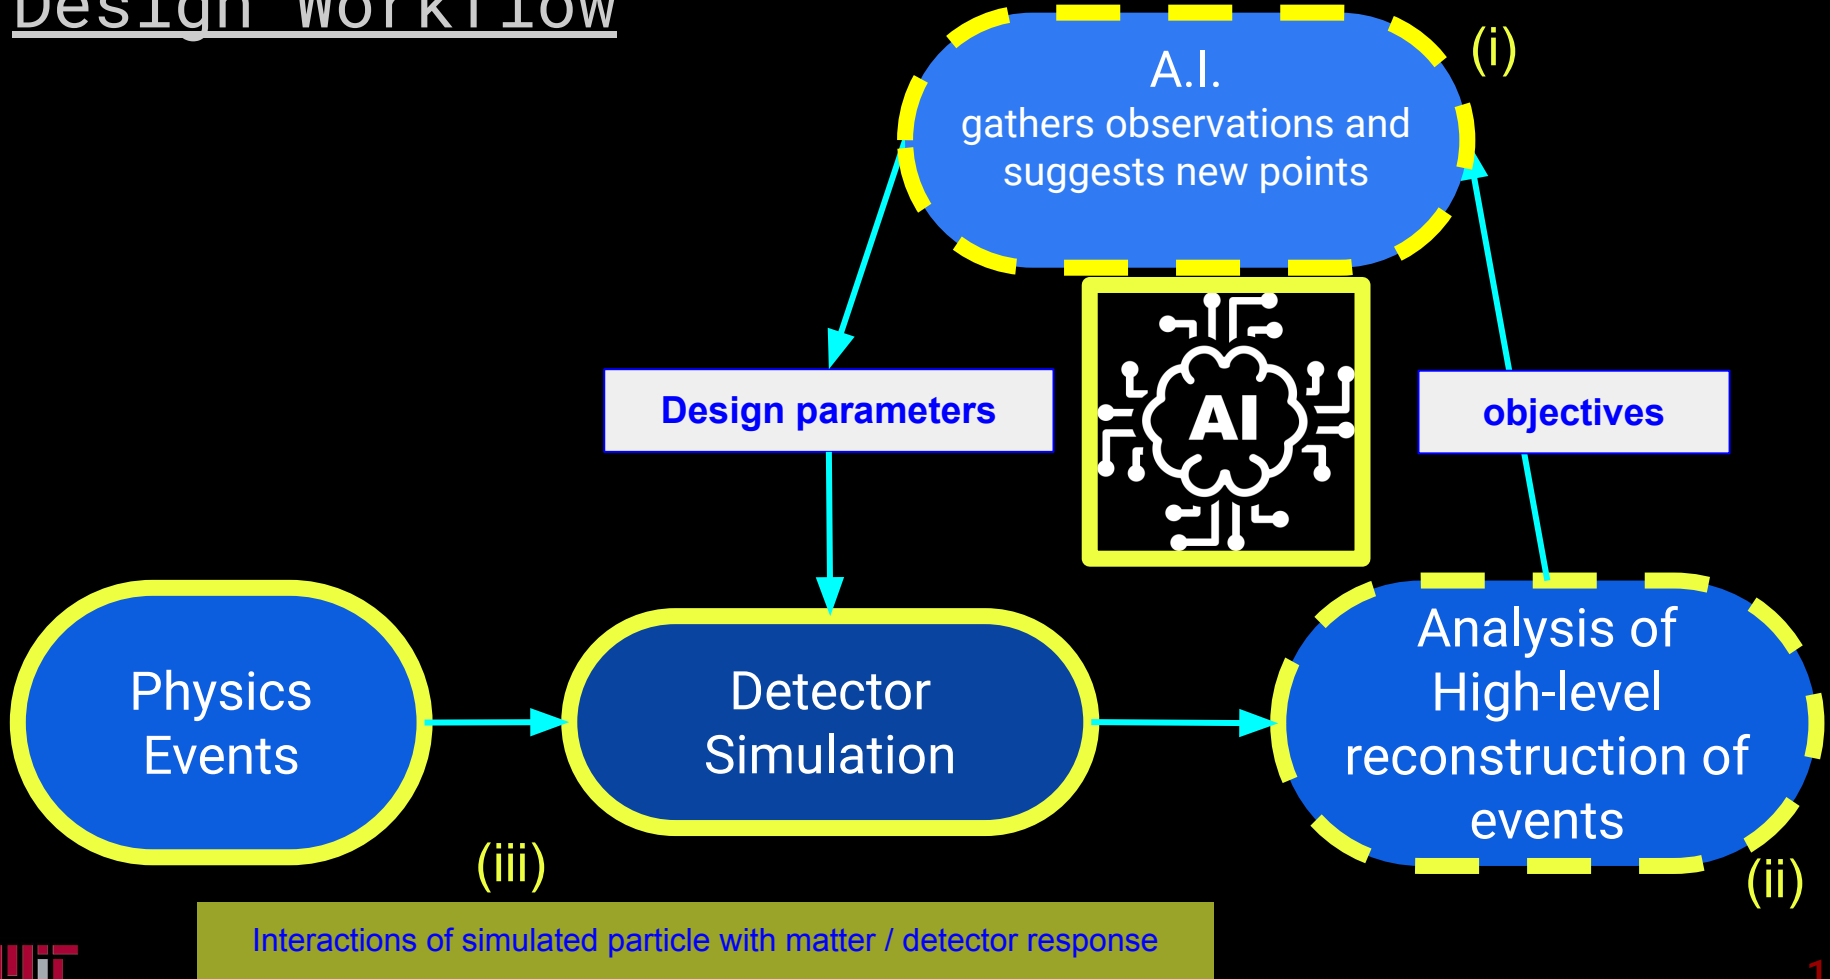 Design Workflow
A.I.
gathers observations and
suggests new points
(i)
Design parameters
AI
objectives
Physics
Events
Detector
Simulation
Analysis of
High-level
reconstruction of
events
(iii)
(ii)
Interactions of simulated particle with matter / detector response